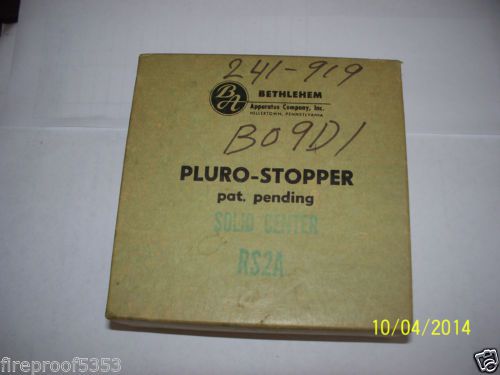 241-919
BA
BETHLEHEM
Apparatus Company, Inc.
HELLERTOWN, PENNSYLVANIA
B09D1
PLURO-STOPPER
pat. pending
SOLID CENTER
RS2A
10/04/2014
fireproof5353